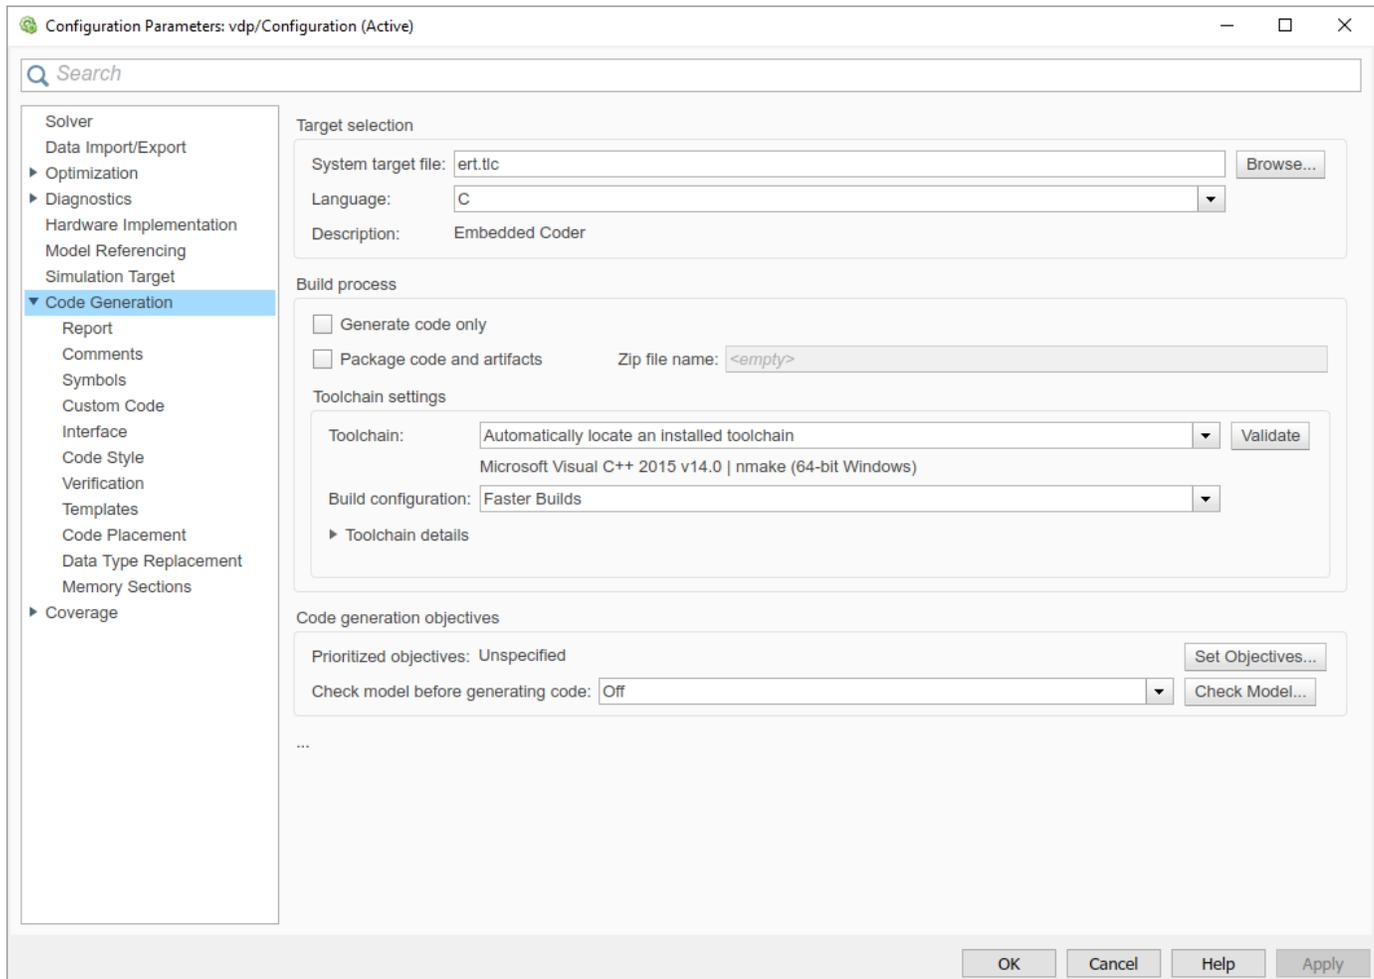 Configuration Parameters: vdp/Configuration (Active)
Search
Solver
Data Import/Export
Optimization
Diagnostics
Hardware Implementation
Model Referencing
Simulation Target
Code Generation
Report
Comments
Symbols
Custom Code
Interface
Code Style
Verification
Templates
Code Placement
Data Type Replacement
Memory Sections
Coverage
Target selection
System target file: ert.tlc Browse...
Language: C
Description: Embedded Coder
Build process
Generate code only
Package code and artifacts Zip file name: <empty>
Toolchain settings
Toolchain: Automatically locate an installed toolchain Validate
Microsoft Visual C++ 2015 v14.0 | nmake (64-bit Windows)
Build configuration: Faster Builds
Toolchain details
Code generation objectives
Prioritized objectives: Unspecified Set Objectives...
Check model before generating code: Off Check Model...
...
OK Cancel Help Apply